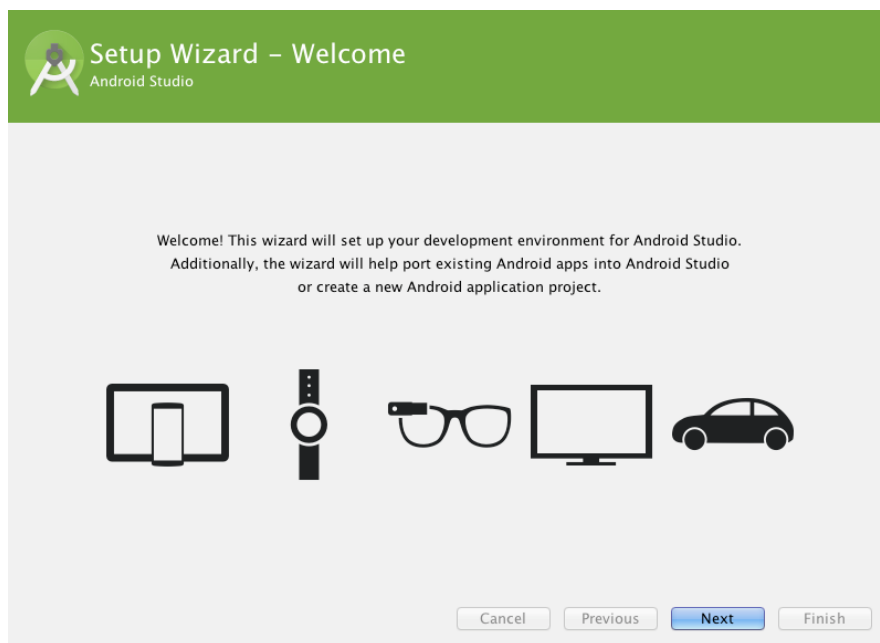 Setup Wizard – Welcome
Android Studio
Welcome! This wizard will set up your development environment for Android Studio.
Additionally, the wizard will help port existing Android apps into Android Studio
or create a new Android application project.
Cancel Previous Next Finish